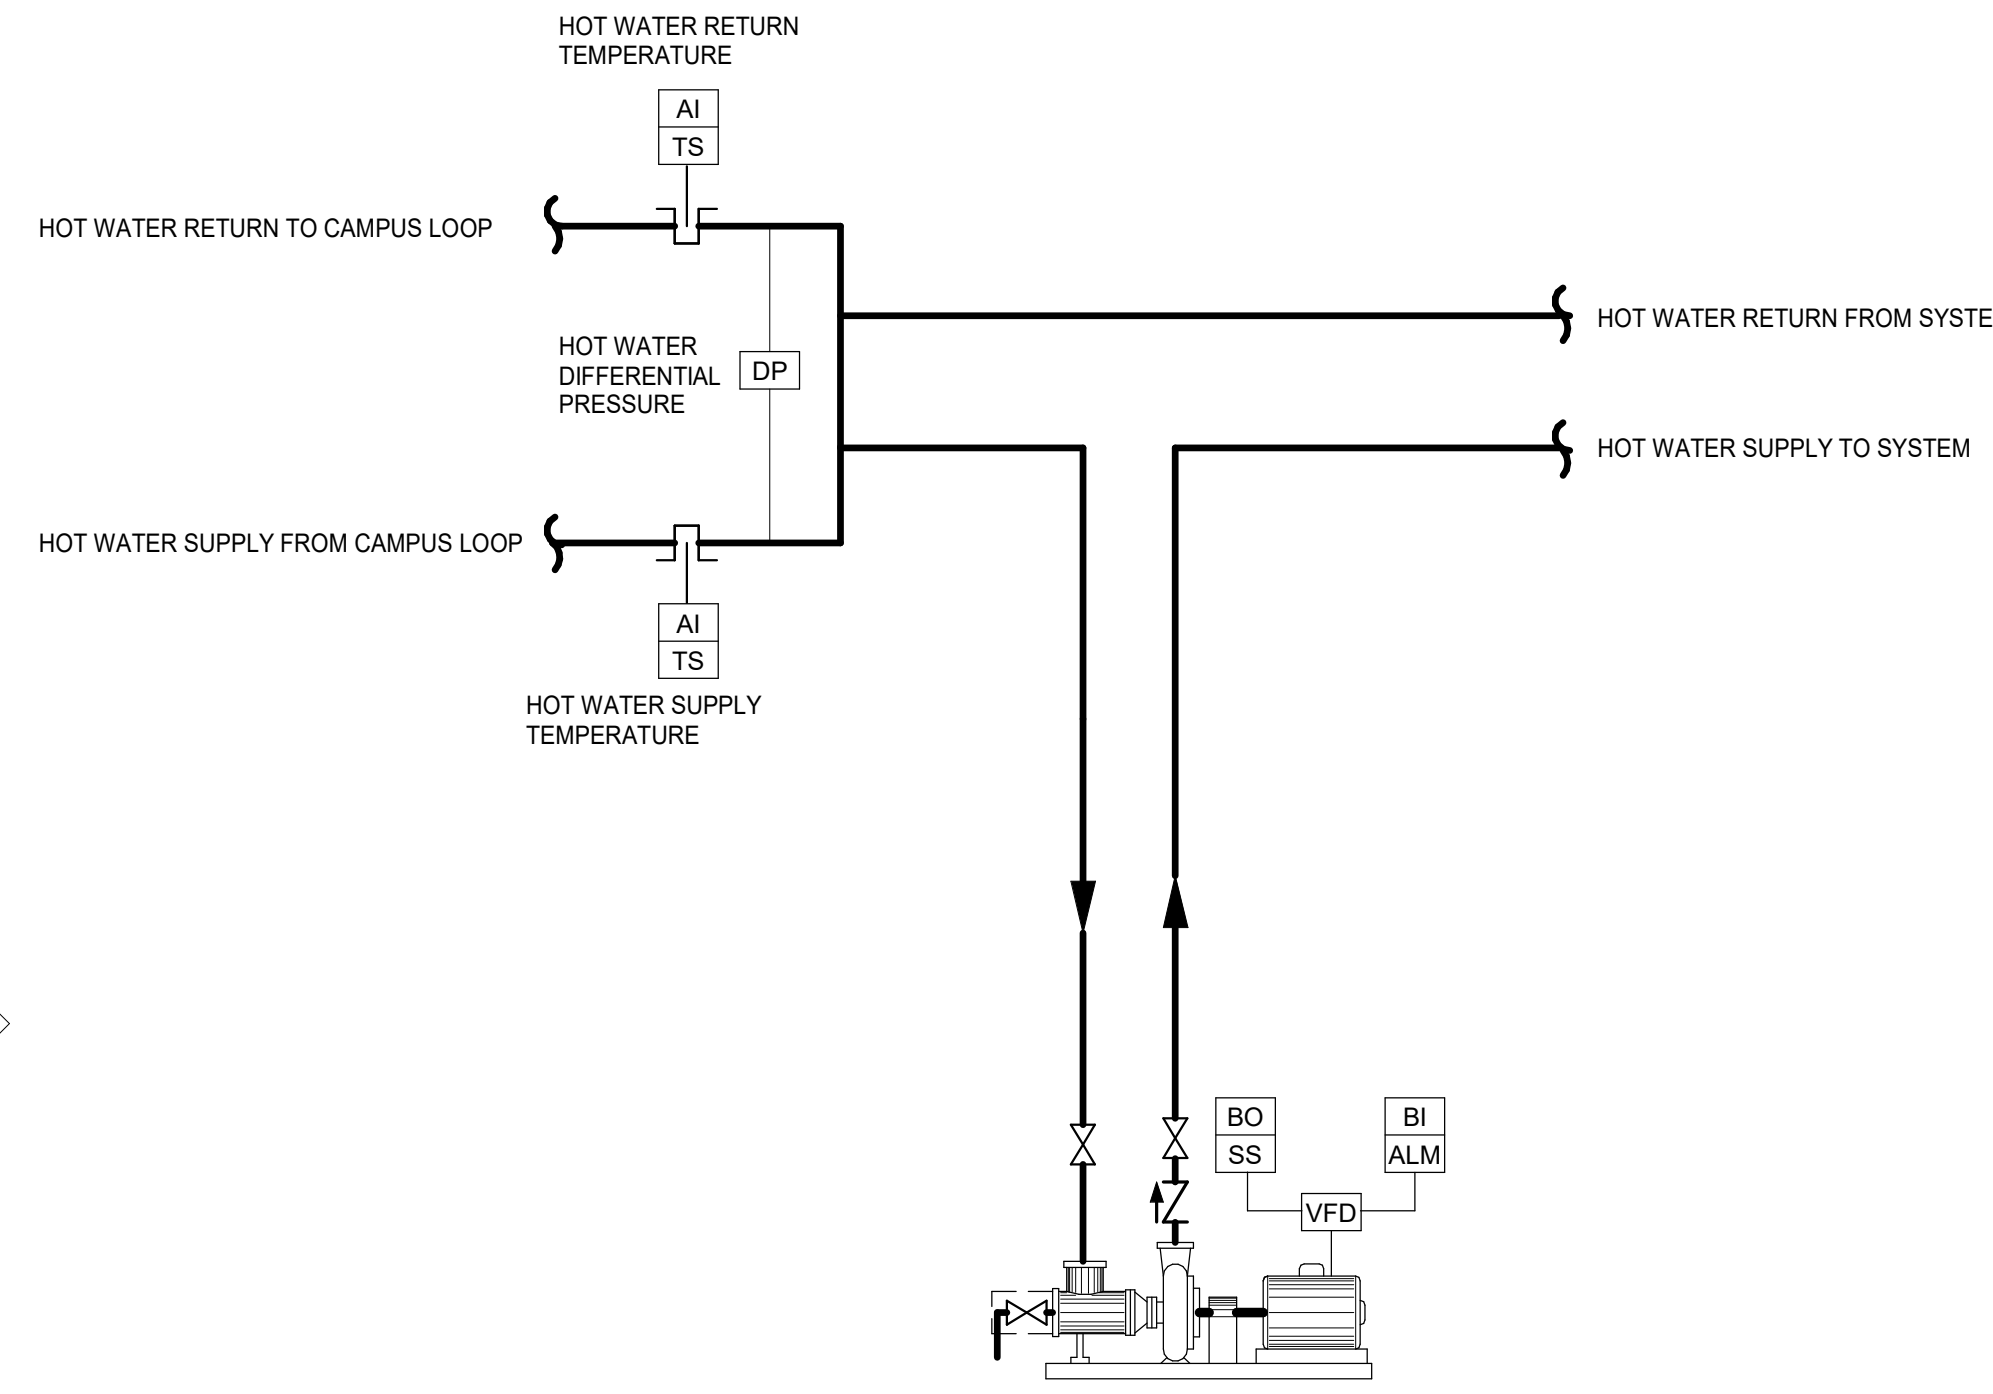 HOT WATER RETURN
TEMPERATURE
AI
TS
HOT WATER RETURN TO CAMPUS LOOP
HOT WATER RETURN FROM SYSTE
HOT WATER
DIFFERENTIAL
PRESSURE
DP
HOT WATER SUPPLY TO SYSTEM
HOT WATER SUPPLY FROM CAMPUS LOOP
AI
TS
HOT WATER SUPPLY
TEMPERATURE
BO
SS
BI
ALM
VFD